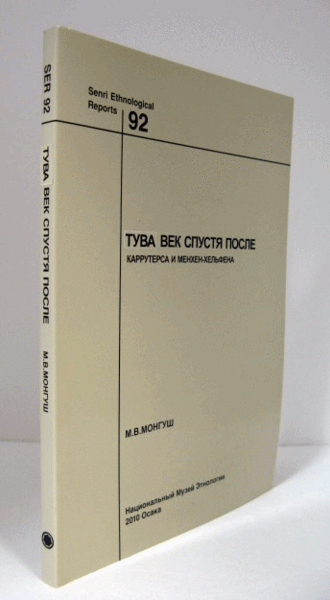 SER 92
ТУВА ВЕК СПУСТЯ ПОСЛЕ
М.В.МОНГУШ
Senri Ethnological
Reports
92
ТУВА ВЕК СПУСТЯ ПОСЛЕ
КАРРУТЕРСА И МЕНХЕН-ХЕЛЬФЕНА
М.В.МОНГУШ
Национальный Музей Этнологии
2010 Осака